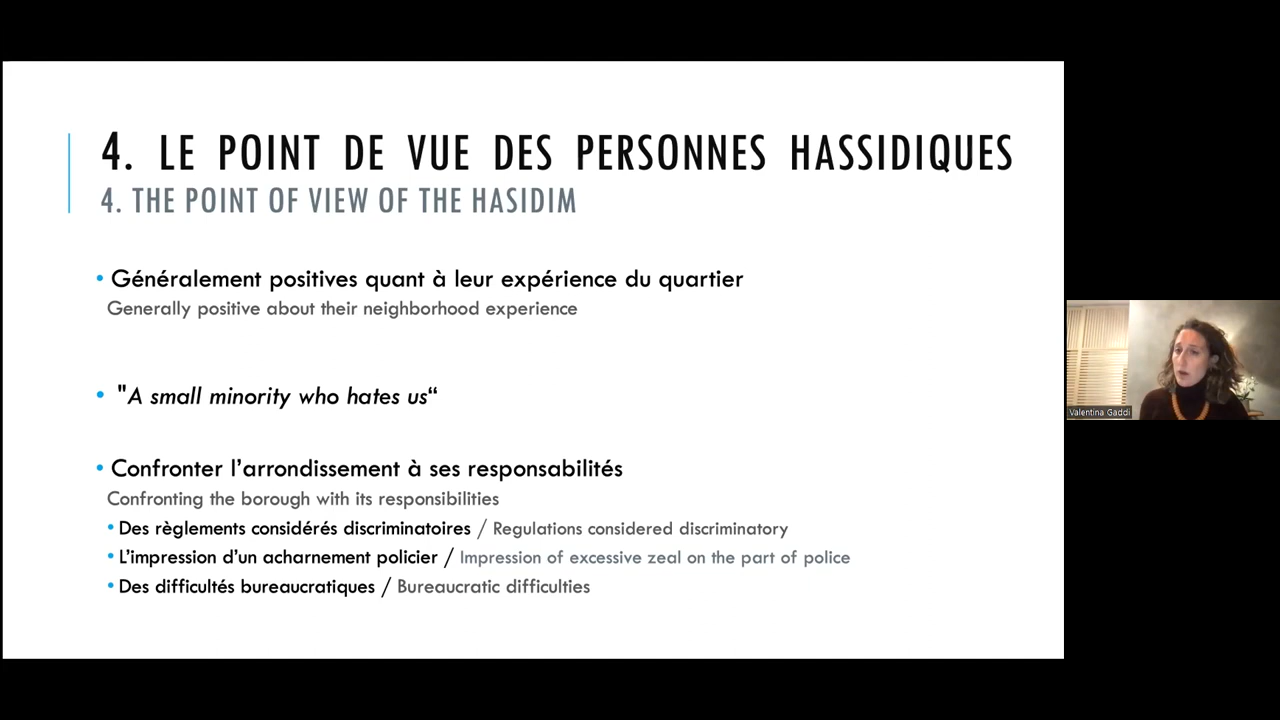 4. LE POINT DE VUE DES PERSONNES HASSIDIQUES
4. THE POINT OF VIEW OF THE HASIDIM
• Généralement positives quant à leur expérience du quartier
Generally positive about their neighborhood experience
• "A small minority who hates us“
• Confronter l’arrondissement à ses responsabilités
Confronting the borough with its responsibilities
• Des règlements considérés discriminatoires / Regulations considered discriminatory
• L’impression d’un acharnement policier / Impression of excessive zeal on the part of police
• Des difficultés bureaucratiques / Bureaucratic difficulties
Valentina Gaddi